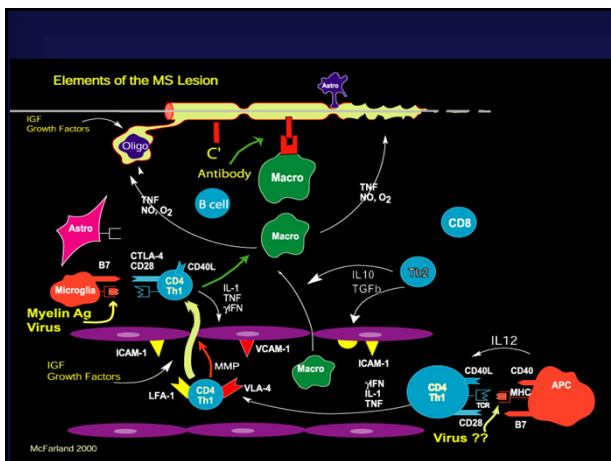 Elements of the MS Lesion
Astro
IGF
Growth Factors
Oligo
C'
Antibody
Macro
TNF
NO, O2
TNF
NO, O2
B cell
Astro
Macro
CD8
B7
CTLA-4
CD28
CD40L
Microglia
CD4
Th1
IL10
TGFb
Th2
Myelin Ag
Virus
IL-1
TNF
γIFN
ICAM-1
VCAM-1
ICAM-1
IL12
MMP
IGF
Growth Factors
Macro
LFA-1
CD4
Th1
VLA-4
γIFN
IL-1
TNF
CD4
Th1
CD40L
CD40
TCR
MHC
APC
CD28
B7
Virus ??
McFarland 2000